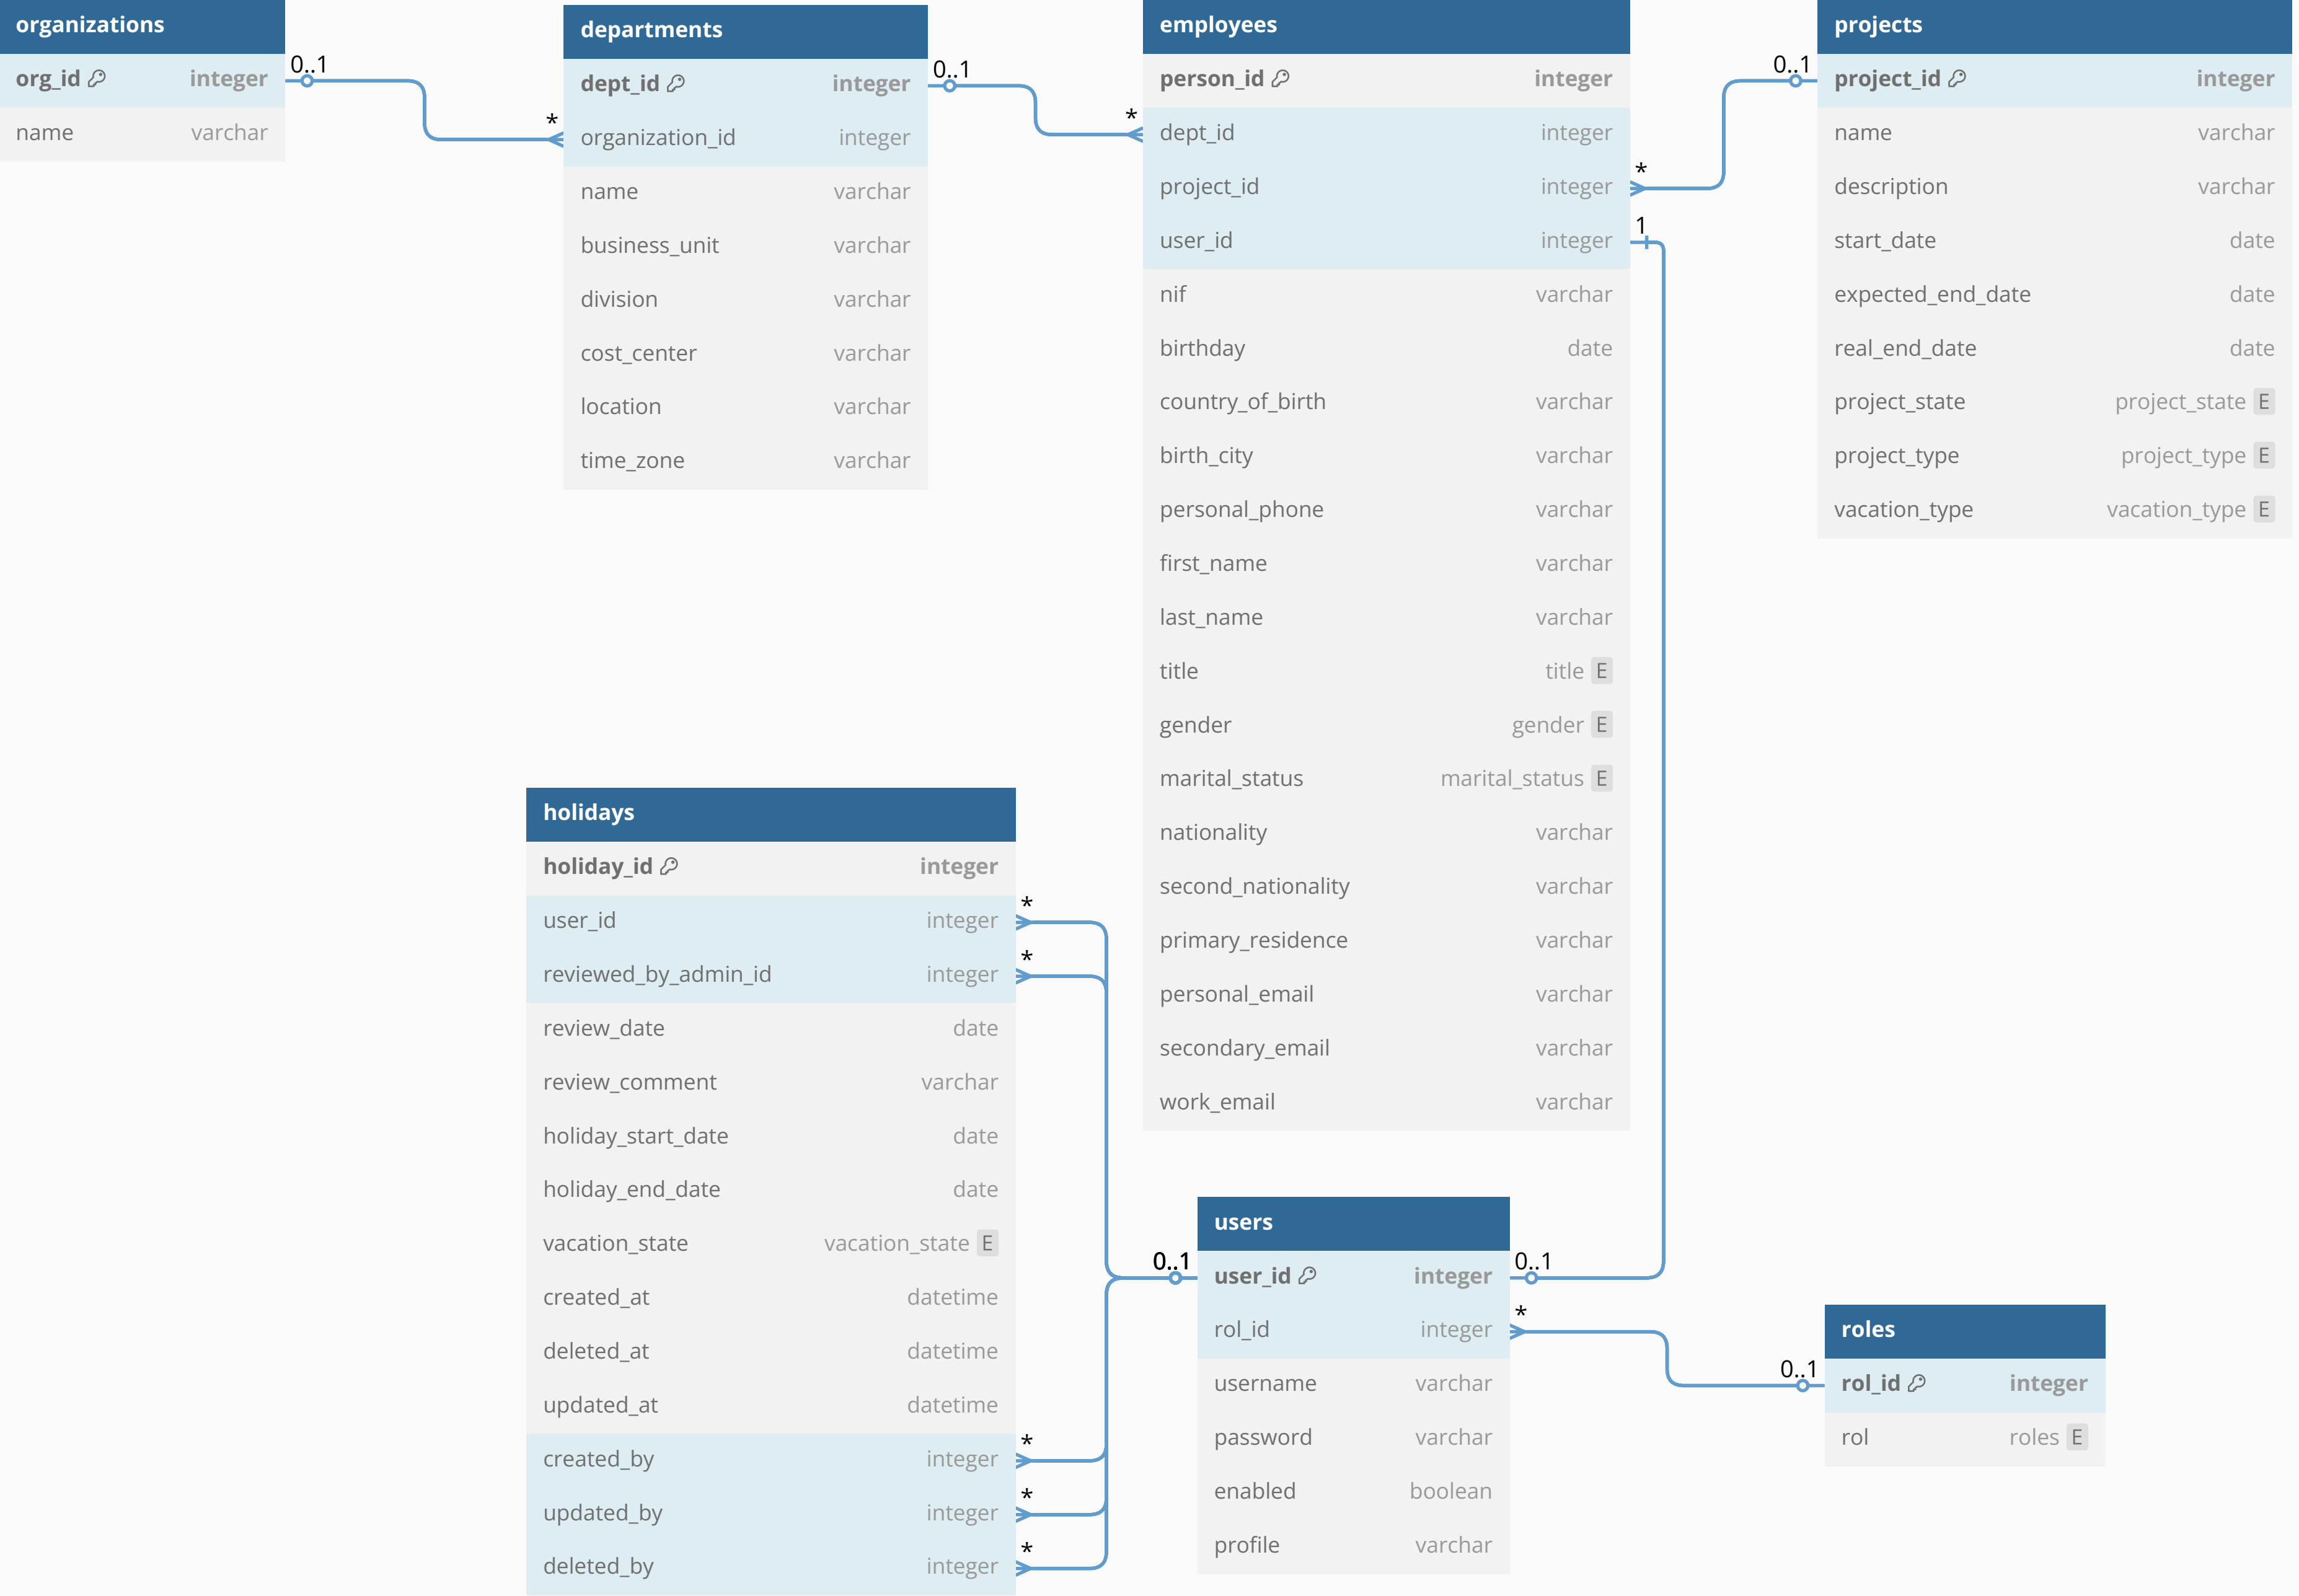 organizations
org_id integer
name varchar
0..1
*
departments
dept_id integer
organization_id integer
name varchar
business_unit varchar
division varchar
cost_center varchar
location varchar
time_zone varchar
0..1
*
employees
person_id integer
dept_id integer
project_id integer
user_id integer
nif varchar
birthday date
country_of_birth varchar
birth_city varchar
personal_phone varchar
first_name varchar
last_name varchar
title title E
gender gender E
marital_status marital_status E
nationality varchar
second_nationality varchar
primary_residence varchar
personal_email varchar
secondary_email varchar
work_email varchar
*
1
0..1
projects
project_id integer
name varchar
description varchar
start_date date
expected_end_date date
real_end_date date
project_state project_state E
project_type project_type E
vacation_type vacation_type E
holidays
holiday_id integer
user_id integer
reviewed_by_admin_id integer
review_date date
review_comment varchar
holiday_start_date date
holiday_end_date date
vacation_state vacation_state E
created_at datetime
deleted_at datetime
updated_at datetime
created_by integer
updated_by integer
deleted_by integer
*
*
*
*
*
0..1
users
user_id integer
rol_id integer
username varchar
password varchar
enabled boolean
profile varchar
0..1
*
0..1
roles
rol_id integer
rol roles E